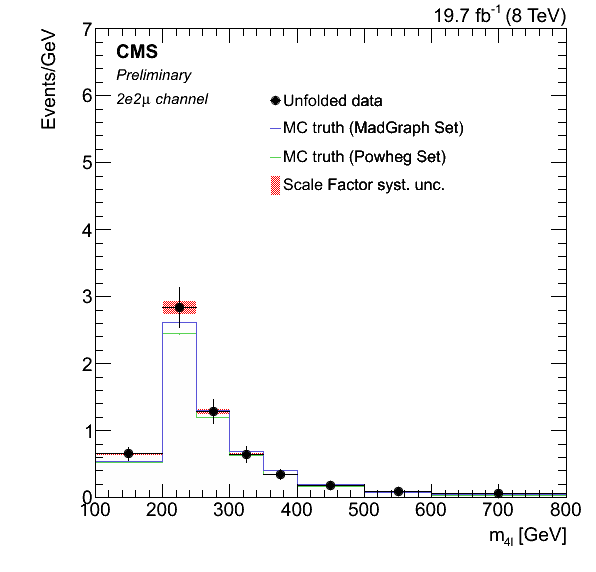 19.7 fb⁻¹ (8 TeV)
Events/GeV
7
6
5
4
3
2
1
0
CMS
Preliminary
2e2μ channel
Unfolded data
MC truth (MadGraph Set)
MC truth (Powheg Set)
Scale Factor syst. unc.
100 200 300 400 500 600 700 800
m₄ₗ [GeV]